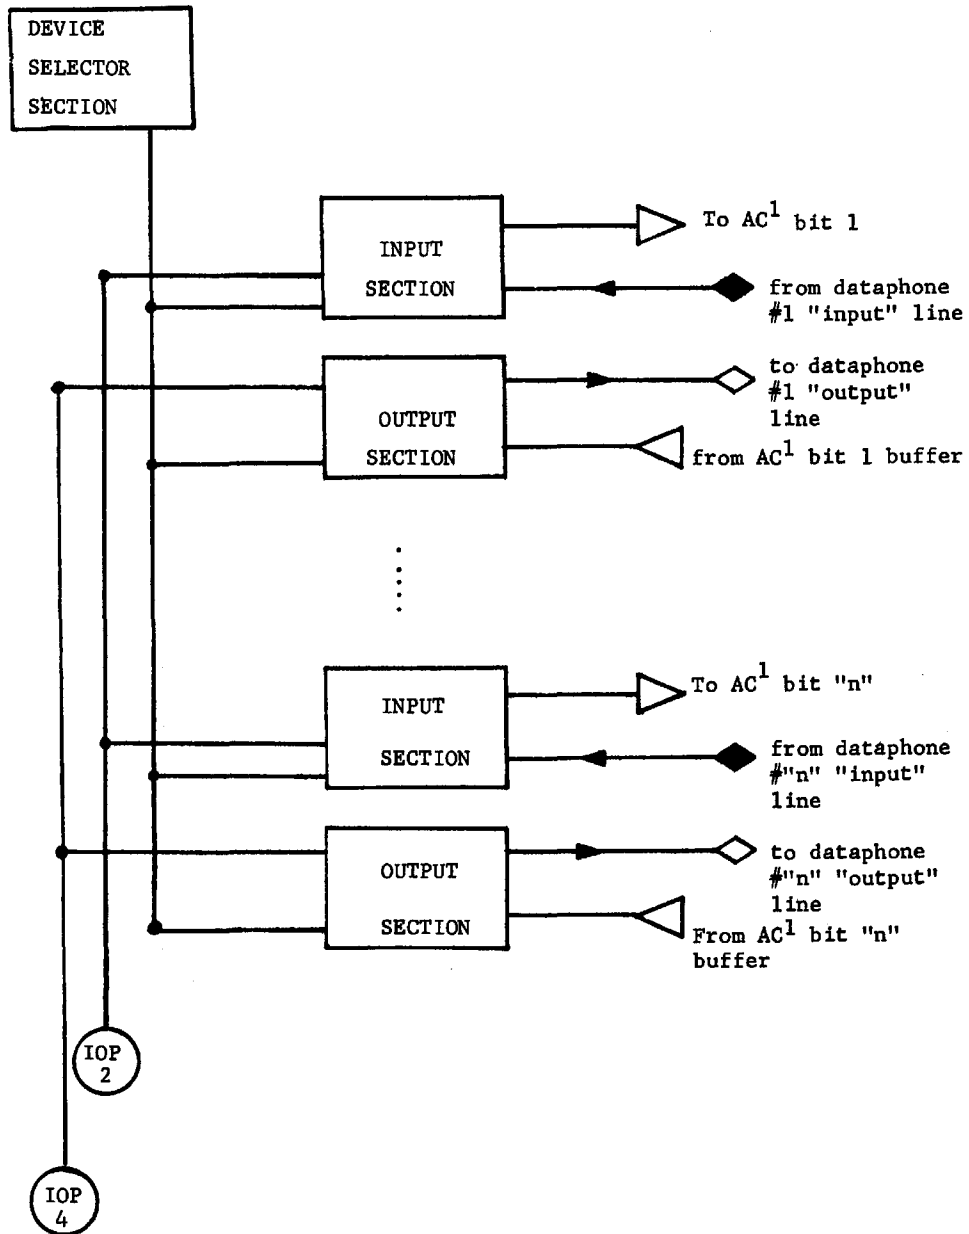 DEVICE
SELECTOR
SECTION
INPUT
SECTION
To AC¹ bit 1
from dataphone
#1 "input" line
OUTPUT
SECTION
to dataphone
#1 "output"
line
from AC¹ bit 1 buffer
INPUT
SECTION
To AC¹ bit "n"
from dataphone
#"n" "input"
line
OUTPUT
SECTION
to dataphone
#"n" "output"
line
From AC¹ bit "n"
buffer
IOP
2
IOP
4